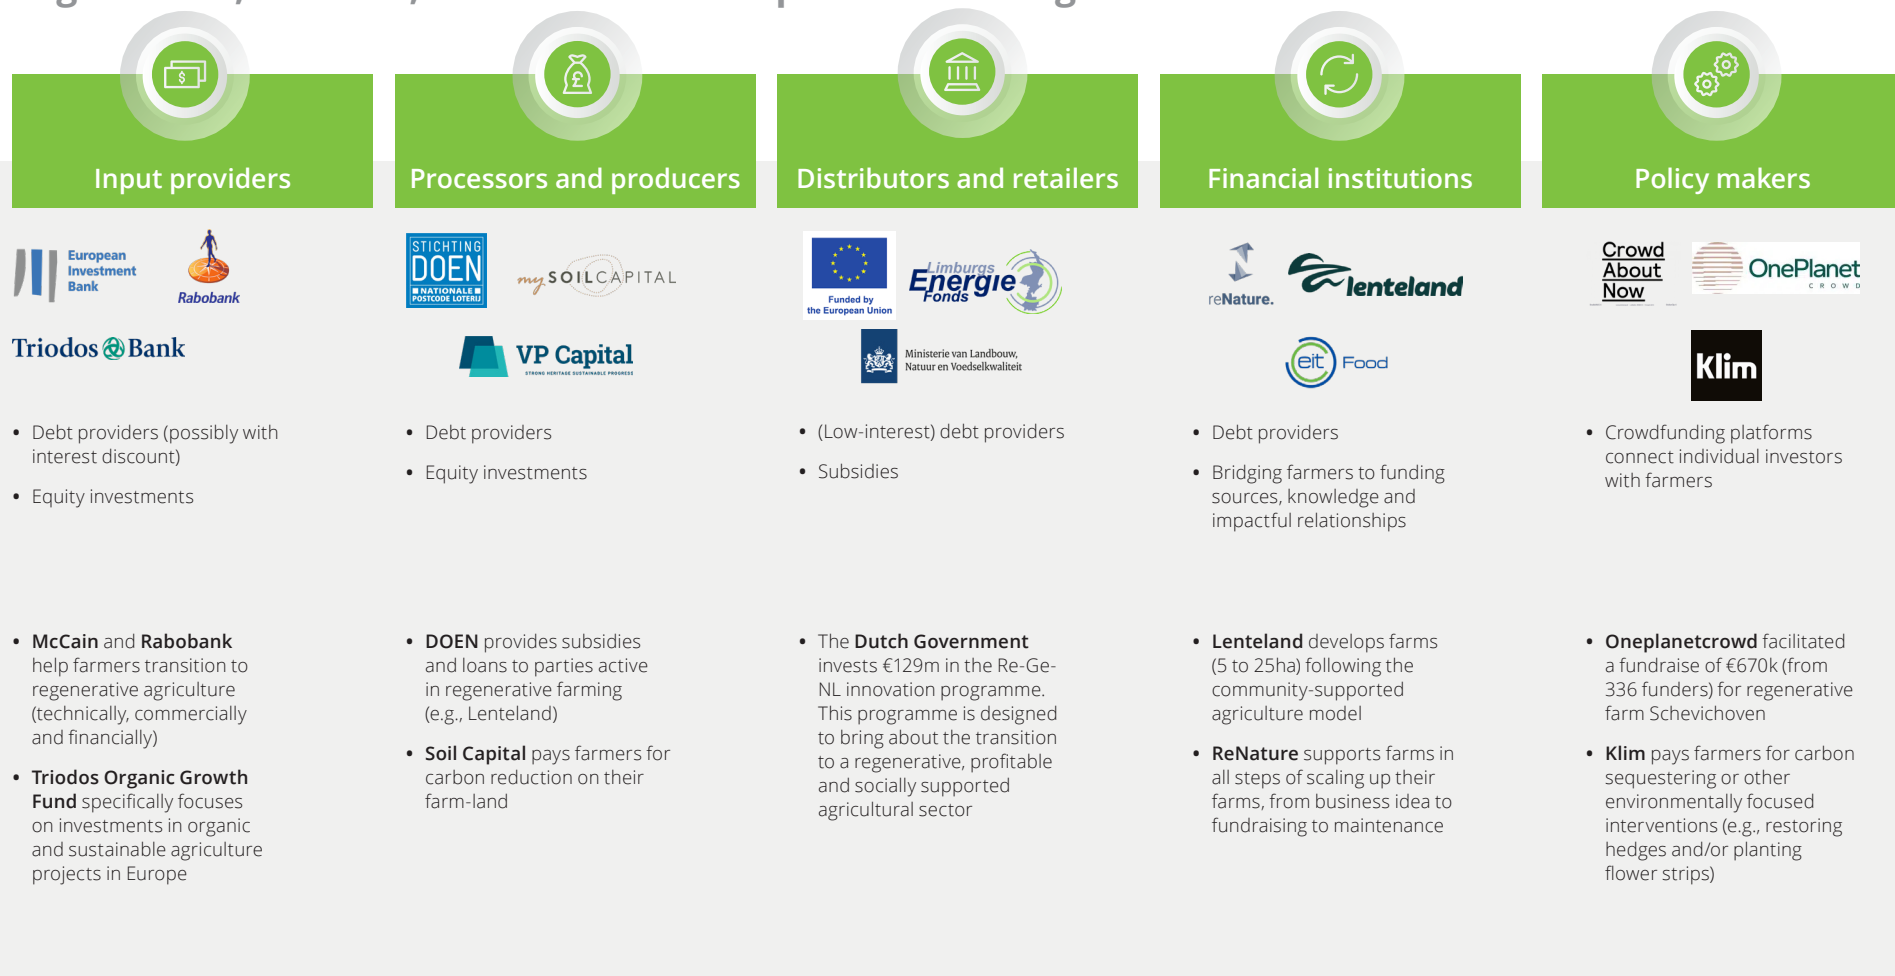 Input providers
Processors and producers
Distributors and retailers
Financial institutions
Policy makers
European
Investment
Bank
Rabobank
Triodos Bank
STICHTING
DOEN
NATIONALE
POSTCODE LOTERIJ
my SOILCAPITAL
VP Capital
STRONG HERITAGE SUSTAINABLE PROGRESS
Funded by
the European Union
Limburgs
Energie
Fonds
Ministerie van Landbouw,
Natuur en Voedselkwaliteit
reNature.
lenteland
eit Food
Crowd
About
Now
OnePlanet
CROWD
Klim
• Debt providers (possibly with
interest discount)
• Equity investments
• Debt providers
• Equity investments
• (Low-interest) debt providers
• Subsidies
• Debt providers
• Bridging farmers to funding
sources, knowledge and
impactful relationships
• Crowdfunding platforms
connect individual investors
with farmers
• McCain and Rabobank
help farmers transition to
regenerative agriculture
(technically, commercially
and financially)
• Triodos Organic Growth
Fund specifically focuses
on investments in organic
and sustainable agriculture
projects in Europe
• DOEN provides subsidies
and loans to parties active
in regenerative farming
(e.g., Lenteland)
• Soil Capital pays farmers for
carbon reduction on their
farm-land
• The Dutch Government
invests €129m in the Re-Ge-
NL innovation programme.
This programme is designed
to bring about the transition
to a regenerative, profitable
and socially supported
agricultural sector
• Lenteland develops farms
(5 to 25ha) following the
community-supported
agriculture model
• ReNature supports farms in
all steps of scaling up their
farms, from business idea to
fundraising to maintenance
• Oneplanetcrowd facilitated
a fundraise of €670k (from
336 funders) for regenerative
farm Schevichoven
• Klim pays farmers for carbon
sequestering or other
environmentally focused
interventions (e.g., restoring
hedges and/or planting
flower strips)